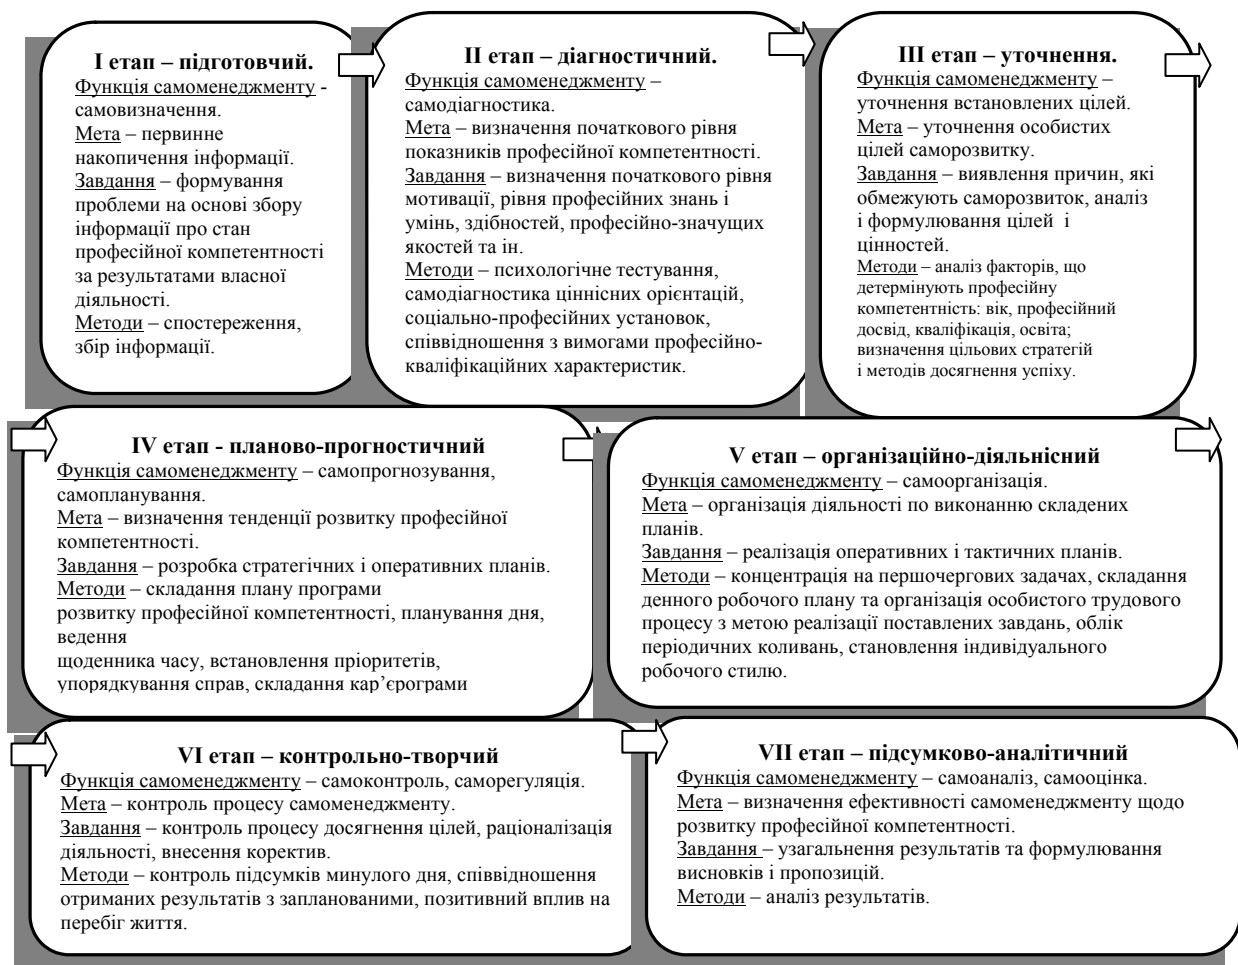 I етап – підготовчий.
Функція самоменеджменту -
самовизначення.
Мета – первинне
накопичення інформації.
Завдання – формування
проблеми на основі збору
інформації про стан
професійної компетентності
за результатами власної
діяльності.
Методи – спостереження,
збір інформації.
II етап – діагностичний.
Функція самоменеджменту –
самодіагностика.
Мета – визначення початкового рівня
показників професійної компетентності.
Завдання – визначення початкового рівня
мотивації, рівня професійних знань і
умінь, здібностей, професійно-значущих
якостей та ін.
Методи – психологічне тестування,
самодіагностика ціннісних орієнтацій,
соціально-професійних установок,
співвідношення з вимогами професійно-
кваліфікаційних характеристик.
III етап – уточнення.
Функція самоменеджменту –
уточнення встановлених цілей.
Мета – уточнення особистих
цілей саморозвитку.
Завдання – виявлення причин, які
обмежують саморозвиток, аналіз
і формулювання цілей і
цінностей.
Методи – аналіз факторів, що
детермінують професійну
компетентність: вік, професійний
досвід, кваліфікація, освіта;
визначення цільових стратегій
і методів досягнення успіху.
IV етап - планово-прогностичний
Функція самоменеджменту – самопрогнозування,
самопланування.
Мета – визначення тенденції розвитку професійної
компетентності.
Завдання – розробка стратегічних і оперативних планів.
Методи – складання плану програми
розвитку професійної компетентності, планування дня,
ведення
щоденника часу, встановлення пріоритетів,
упорядкування справ, складання кар’єрограми
V етап – організаційно-діяльнісний
Функція самоменеджменту – самоорганізація.
Мета – організація діяльності по виконанню складених
планів.
Завдання – реалізація оперативних і тактичних планів.
Методи – концентрація на першочергових задачах, складання
денного робочого плану та організація особистого трудового
процесу з метою реалізації поставлених завдань, облік
періодичних коливань, становлення індивідуального
робочого стилю.
VI етап – контрольно-творчий
Функція самоменеджменту – самоконтроль, саморегуляція.
Мета – контроль процесу самоменеджменту.
Завдання – контроль процесу досягнення цілей, раціоналізація
діяльності, внесення коректив.
Методи – контроль підсумків минулого дня, співвідношення
отриманих результатів з запланованими, позитивний вплив на
перебіг життя.
VII етап – підсумково-аналітичний
Функція самоменеджменту – самоаналіз, самооцінка.
Мета – визначення ефективності самоменеджменту щодо
розвитку професійної компетентності.
Завдання – узагальнення результатів та формулювання
висновків і пропозицій.
Методи – аналіз результатів.